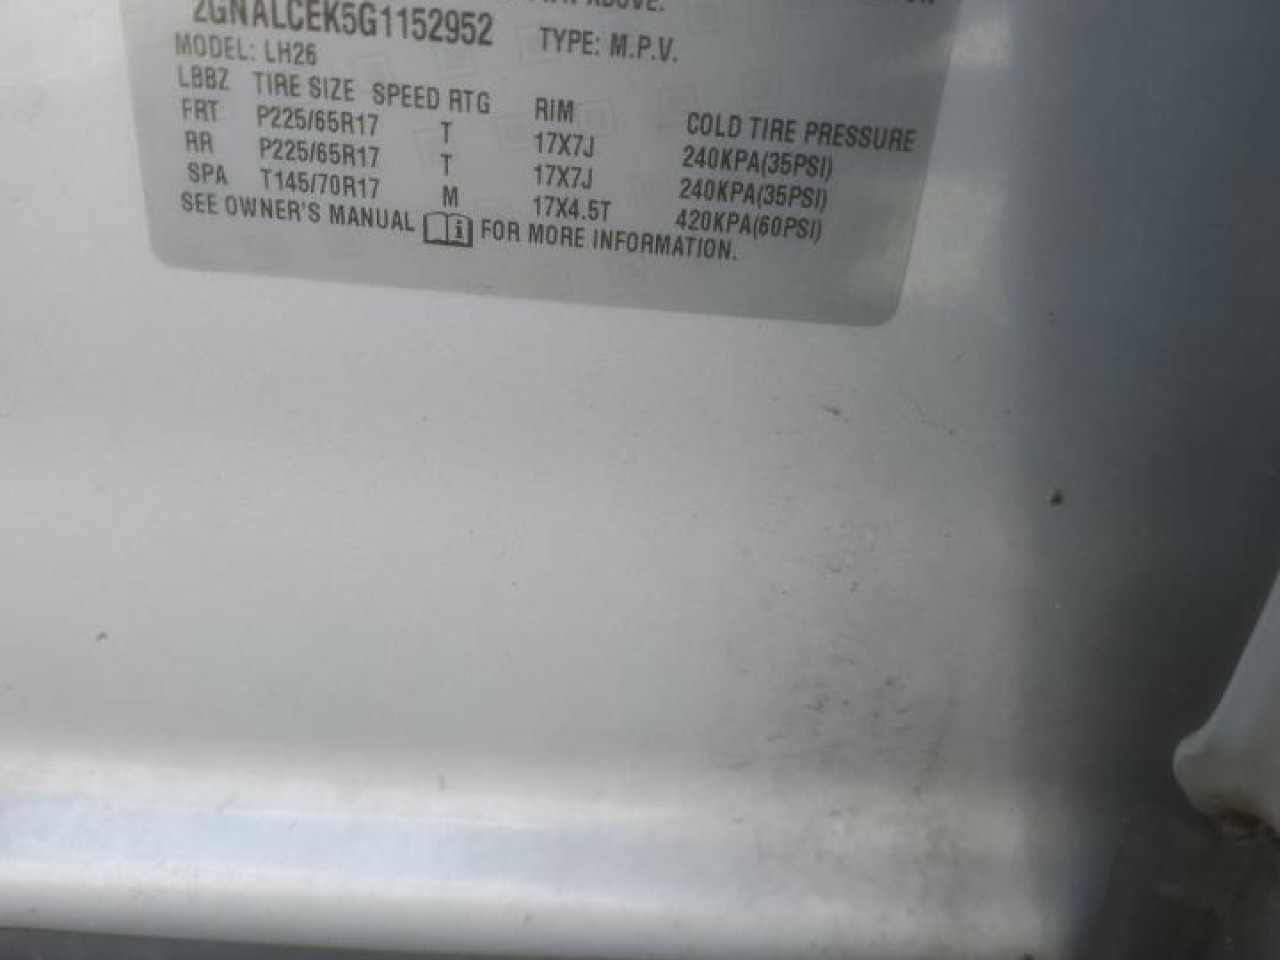 ABOVE.
2GNALCEK5G1152952 TYPE: M.P.V.
MODEL: LH26
LBBZ TIRE SIZE SPEED RTG RIM COLD TIRE PRESSURE
FRT P225/65R17 T 17X7J 240KPA(35PSI)
RR P225/65R17 T 17X7J 240KPA(35PSI)
SPA T145/70R17 M 17X4.5T 420KPA(60PSI)
SEE OWNER'S MANUAL i FOR MORE INFORMATION.